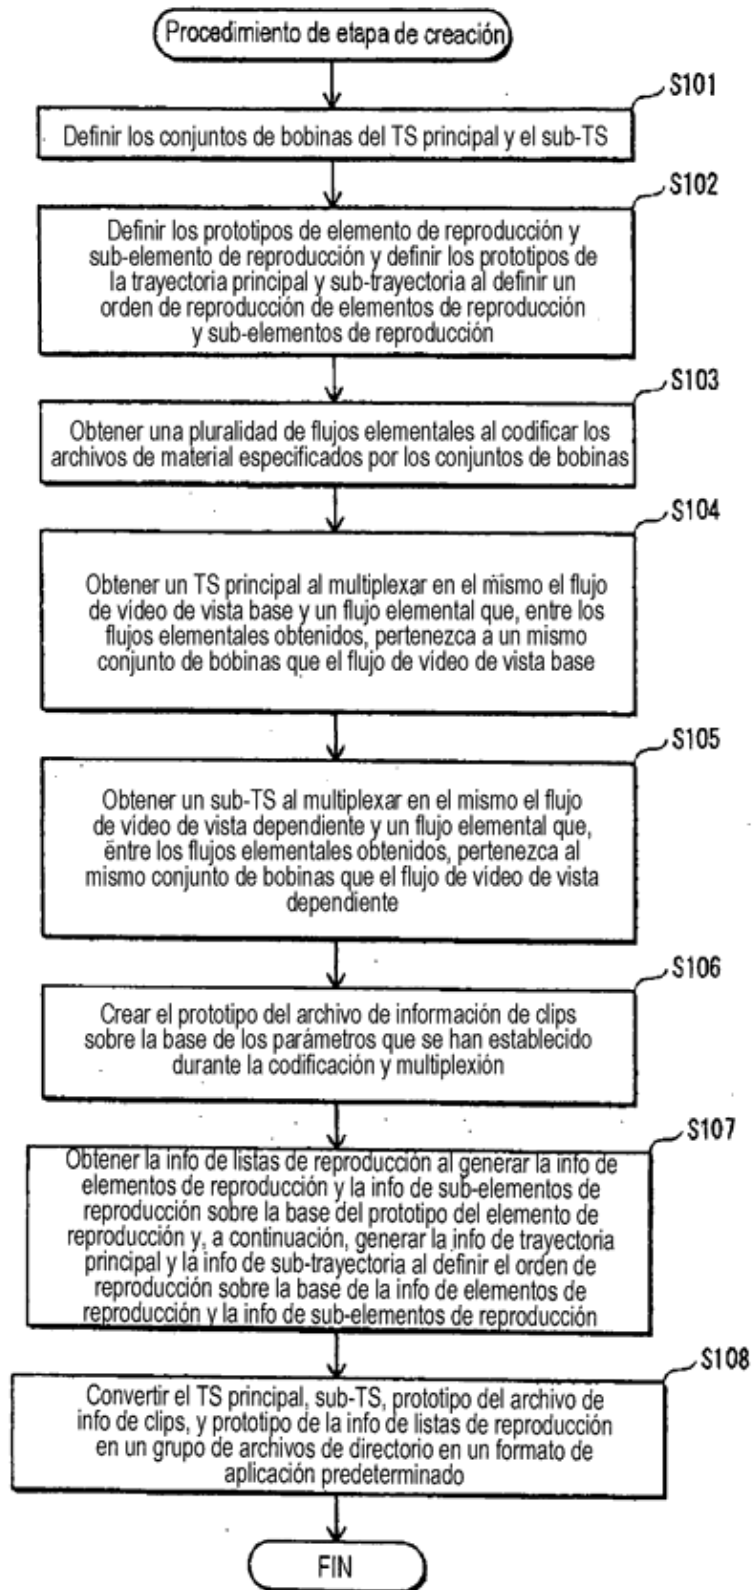 Procedimiento de etapa de creación
S101
Definir los conjuntos de bobinas del TS principal y el sub-TS
S102
Definir los prototipos de elemento de reproducción y
sub-elemento de reproducción y definir los prototipos de
la trayectoria principal y sub-trayectoria al definir un
orden de reproducción de elementos de reproducción
y sub-elementos de reproducción
S103
Obtener una pluralidad de flujos elementales al codificar los
archivos de material especificados por los conjuntos de bobinas
S104
Obtener un TS principal al multiplexar en el mismo el flujo
de vídeo de vista base y un flujo elemental que, entre los
flujos elementales obtenidos, pertenezca a un mismo
conjunto de bobinas que el flujo de vídeo de vista base
S105
Obtener un sub-TS al multiplexar en el mismo el flujo
de vídeo de vista dependiente y un flujo elemental que,
entre los flujos elementales obtenidos, pertenezca al
mismo conjunto de bobinas que el flujo de vídeo de vista
dependiente
S106
Crear el prototipo del archivo de información de clips
sobre la base de los parámetros que se han establecido
durante la codificación y multiplexión
S107
Obtener la info de listas de reproducción al generar la info de
elementos de reproducción y la info de sub-elementos de
reproducción sobre la base del prototipo del elemento de
reproducción y, a continuación, generar la info de trayectoria
principal y la info de sub-trayectoria al definir el orden de
reproducción sobre la base de la info de elementos de
reproducción y la info de sub-elementos de reproducción
S108
Convertir el TS principal, sub-TS, prototipo del archivo de
info de clips, y prototipo de la info de listas de reproducción
en un grupo de archivos de directorio en un formato de
aplicación predeterminado
FIN